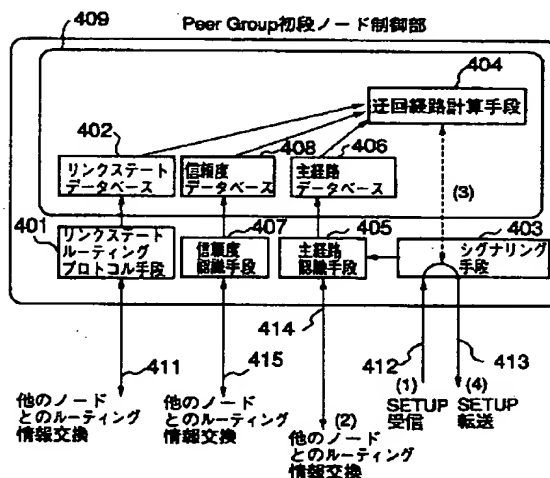 Peer Group初段ノード制御部
409
404
迂回経路計算手段
402
408
406
リンクステート
データベース
信頼度
データベース
主経路
データベース
(3)
401
407
405
403
リンクステート
ルーティング
プロトコル手段
信頼度
認識手段
主経路
認識手段
シグナリング
手段
414
411
415
412
413
(1)
(4)
SETUP
受信
SETUP
転送
他のノード
とのルーティング
情報交換
他のノード
とのルーティング
情報交換
(2)
他のノード
とのルーティング
情報交換